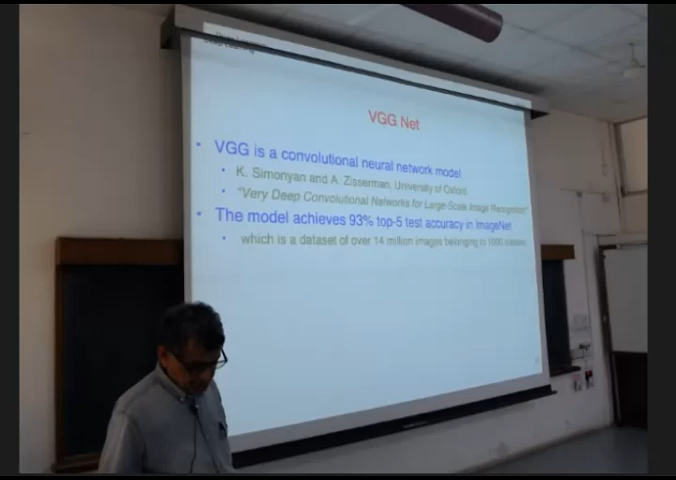 Deep Learning
VGG Net
• VGG is a convolutional neural network model
• K. Simonyan and A. Zisserman, University of Oxford
• "Very Deep Convolutional Networks for Large-Scale Image Recognition"
• The model achieves 93% top-5 test accuracy in ImageNet
• which is a dataset of over 14 million images belonging to 1000 classes